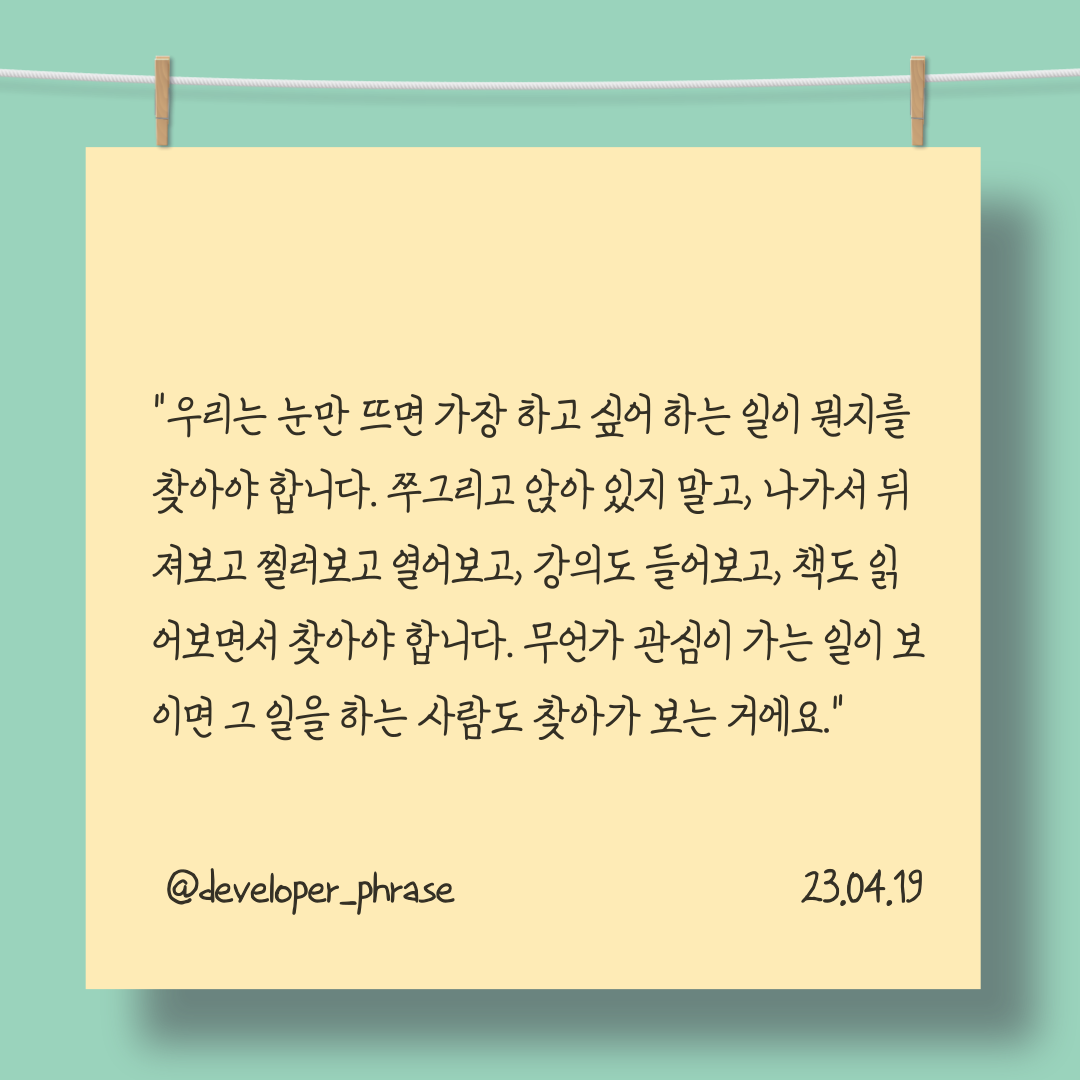 "우리는 눈만 뜨면 가장 하고 싶어 하는 일이 뭔지를
찾아야 합니다. 쭈그리고 앉아 있지 말고, 나가서 뒤
져보고 찔러보고 열어보고, 강의도 들어보고, 책도 읽
어보면서 찾아야 합니다. 무언가 관심이 가는 일이 보
이면 그 일을 하는 사람도 찾아가 보는 거에요."
@developer_phrase
23.04.19